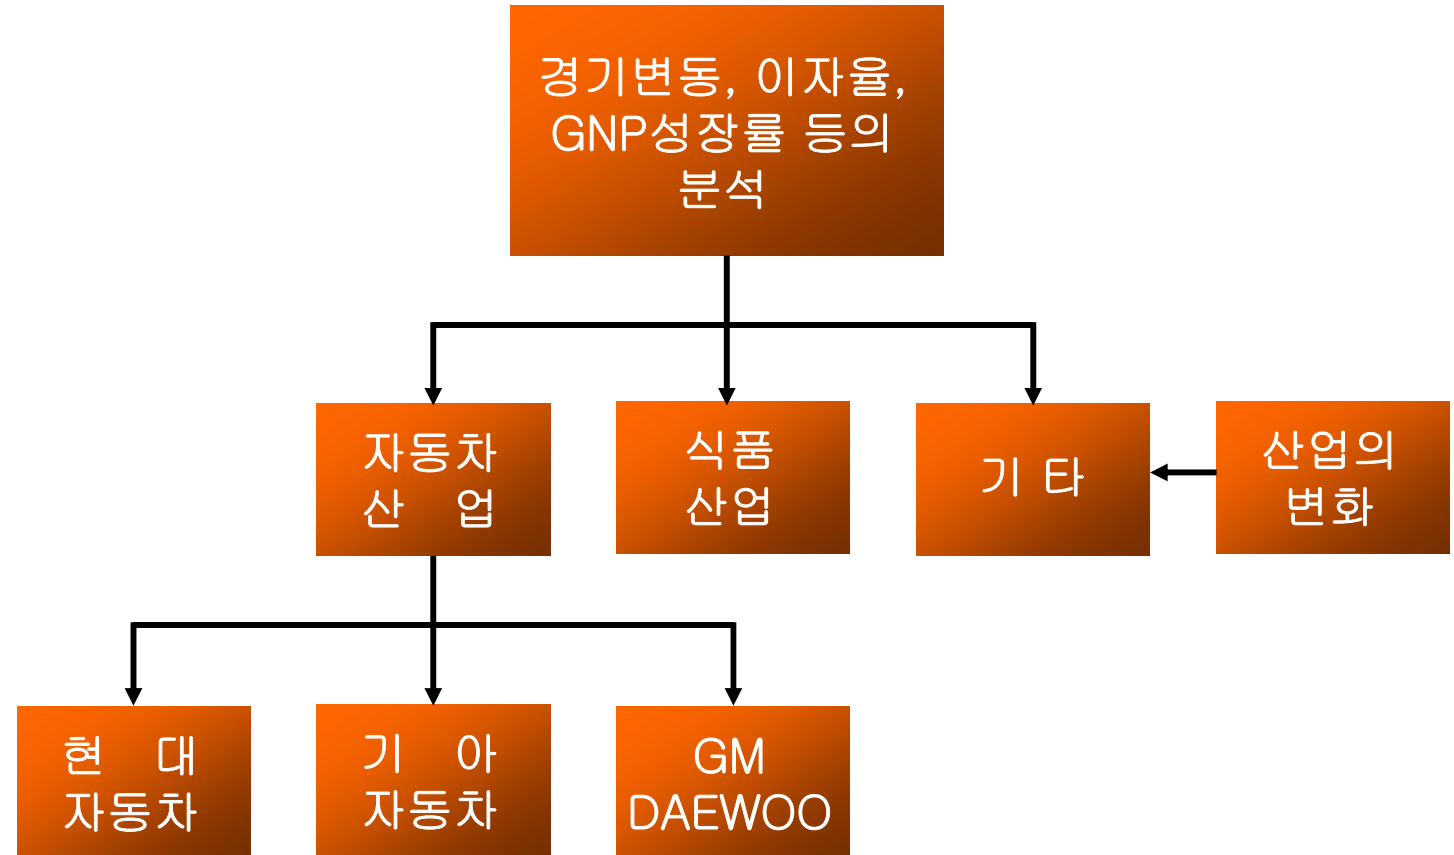 경기변동, 이자율,
GNP성장률 등의
분석
자동차
산 업
식품
산업
기 타
산업의
변화
현 대
자동차
기 아
자동차
GM
DAEWOO